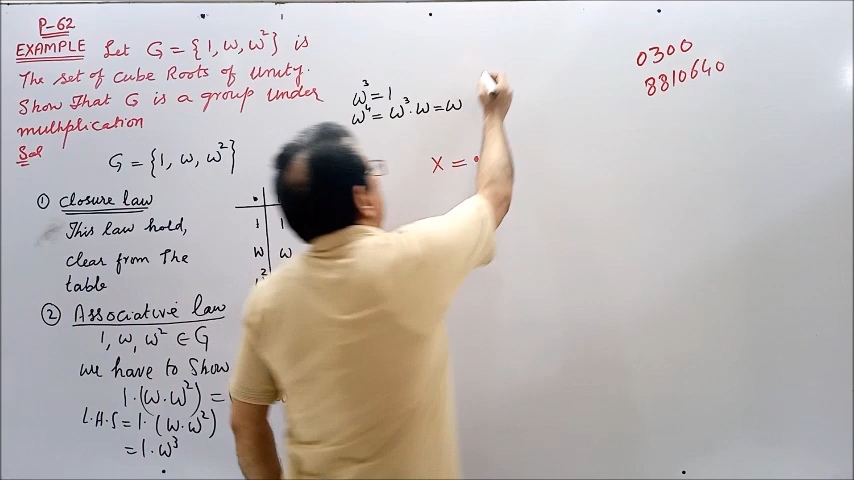 P-62
EXAMPLE Let G = {1, ω, ω²} is
The set of Cube Roots of Unity.
Show That G is a group under
multiplication
Sol
G = {1, ω, ω²}
① closure law
This law hold,
clear from The
table
② Associative law
1, ω, ω² ∈ G
we have to Show
1·(ω·ω²) =
L.H.S = 1·(ω·ω²)
= 1·ω³
· 
1 1
ω ω
ω³ = 1
ω⁴ = ω³·ω = ω
X =
0300
8810640